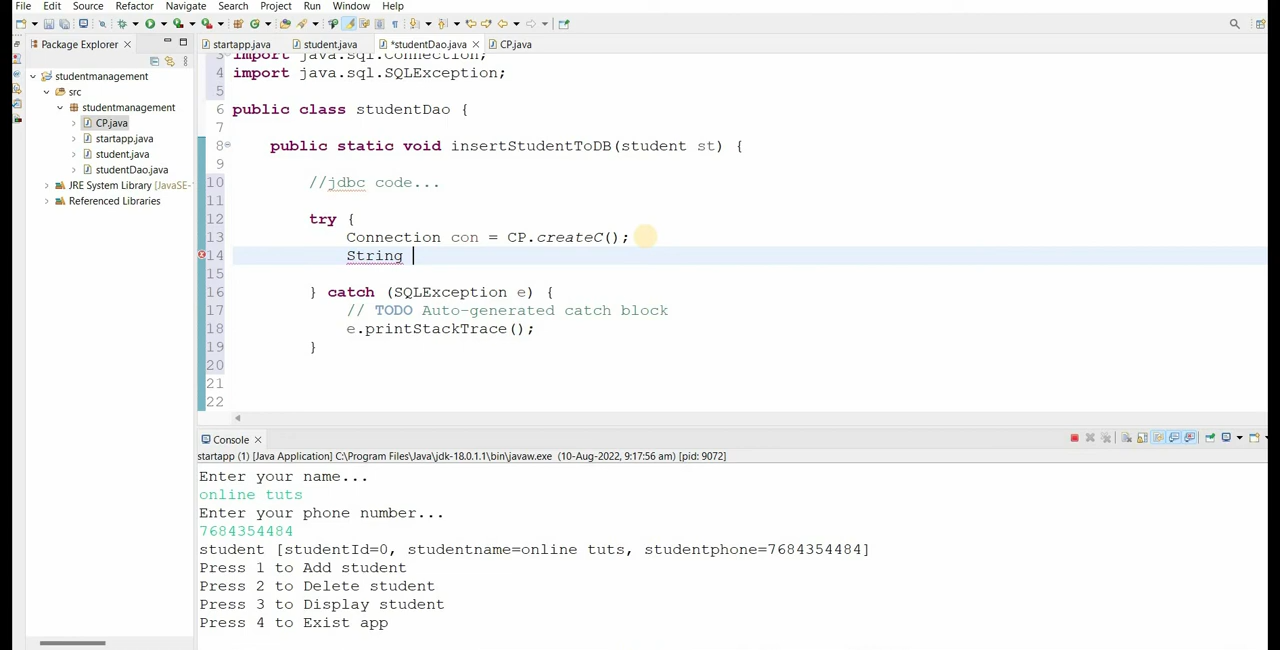 File Edit Source Refactor Navigate Search Project Run Window Help
Package Explorer
startapp.java student.java *studentDao.java CP.java
studentmanagement
src
studentmanagement
CP.java
startapp.java
student.java
studentDao.java
JRE System Library [JavaSE-
Referenced Libraries
3 import java.sql.Connection;
4 import java.sql.SQLException;
5
6 public class studentDao {
7
8 public static void insertStudentToDB(student st) {
9
10 //jdbc code...
11
12 try {
13 Connection con = CP.createC();
14 String
15
16 } catch (SQLException e) {
17 // TODO Auto-generated catch block
18 e.printStackTrace();
19 }
20
21
22
Console
startapp (1) [Java Application] C:\Program Files\Java\jdk-18.0.1.1\bin\javaw.exe (10-Aug-2022, 9:17:56 am) [pid: 9072]
Enter your name...
online tuts
Enter your phone number...
7684354484
student [studentId=0, studentname=online tuts, studentphone=7684354484]
Press 1 to Add student
Press 2 to Delete student
Press 3 to Display student
Press 4 to Exist app